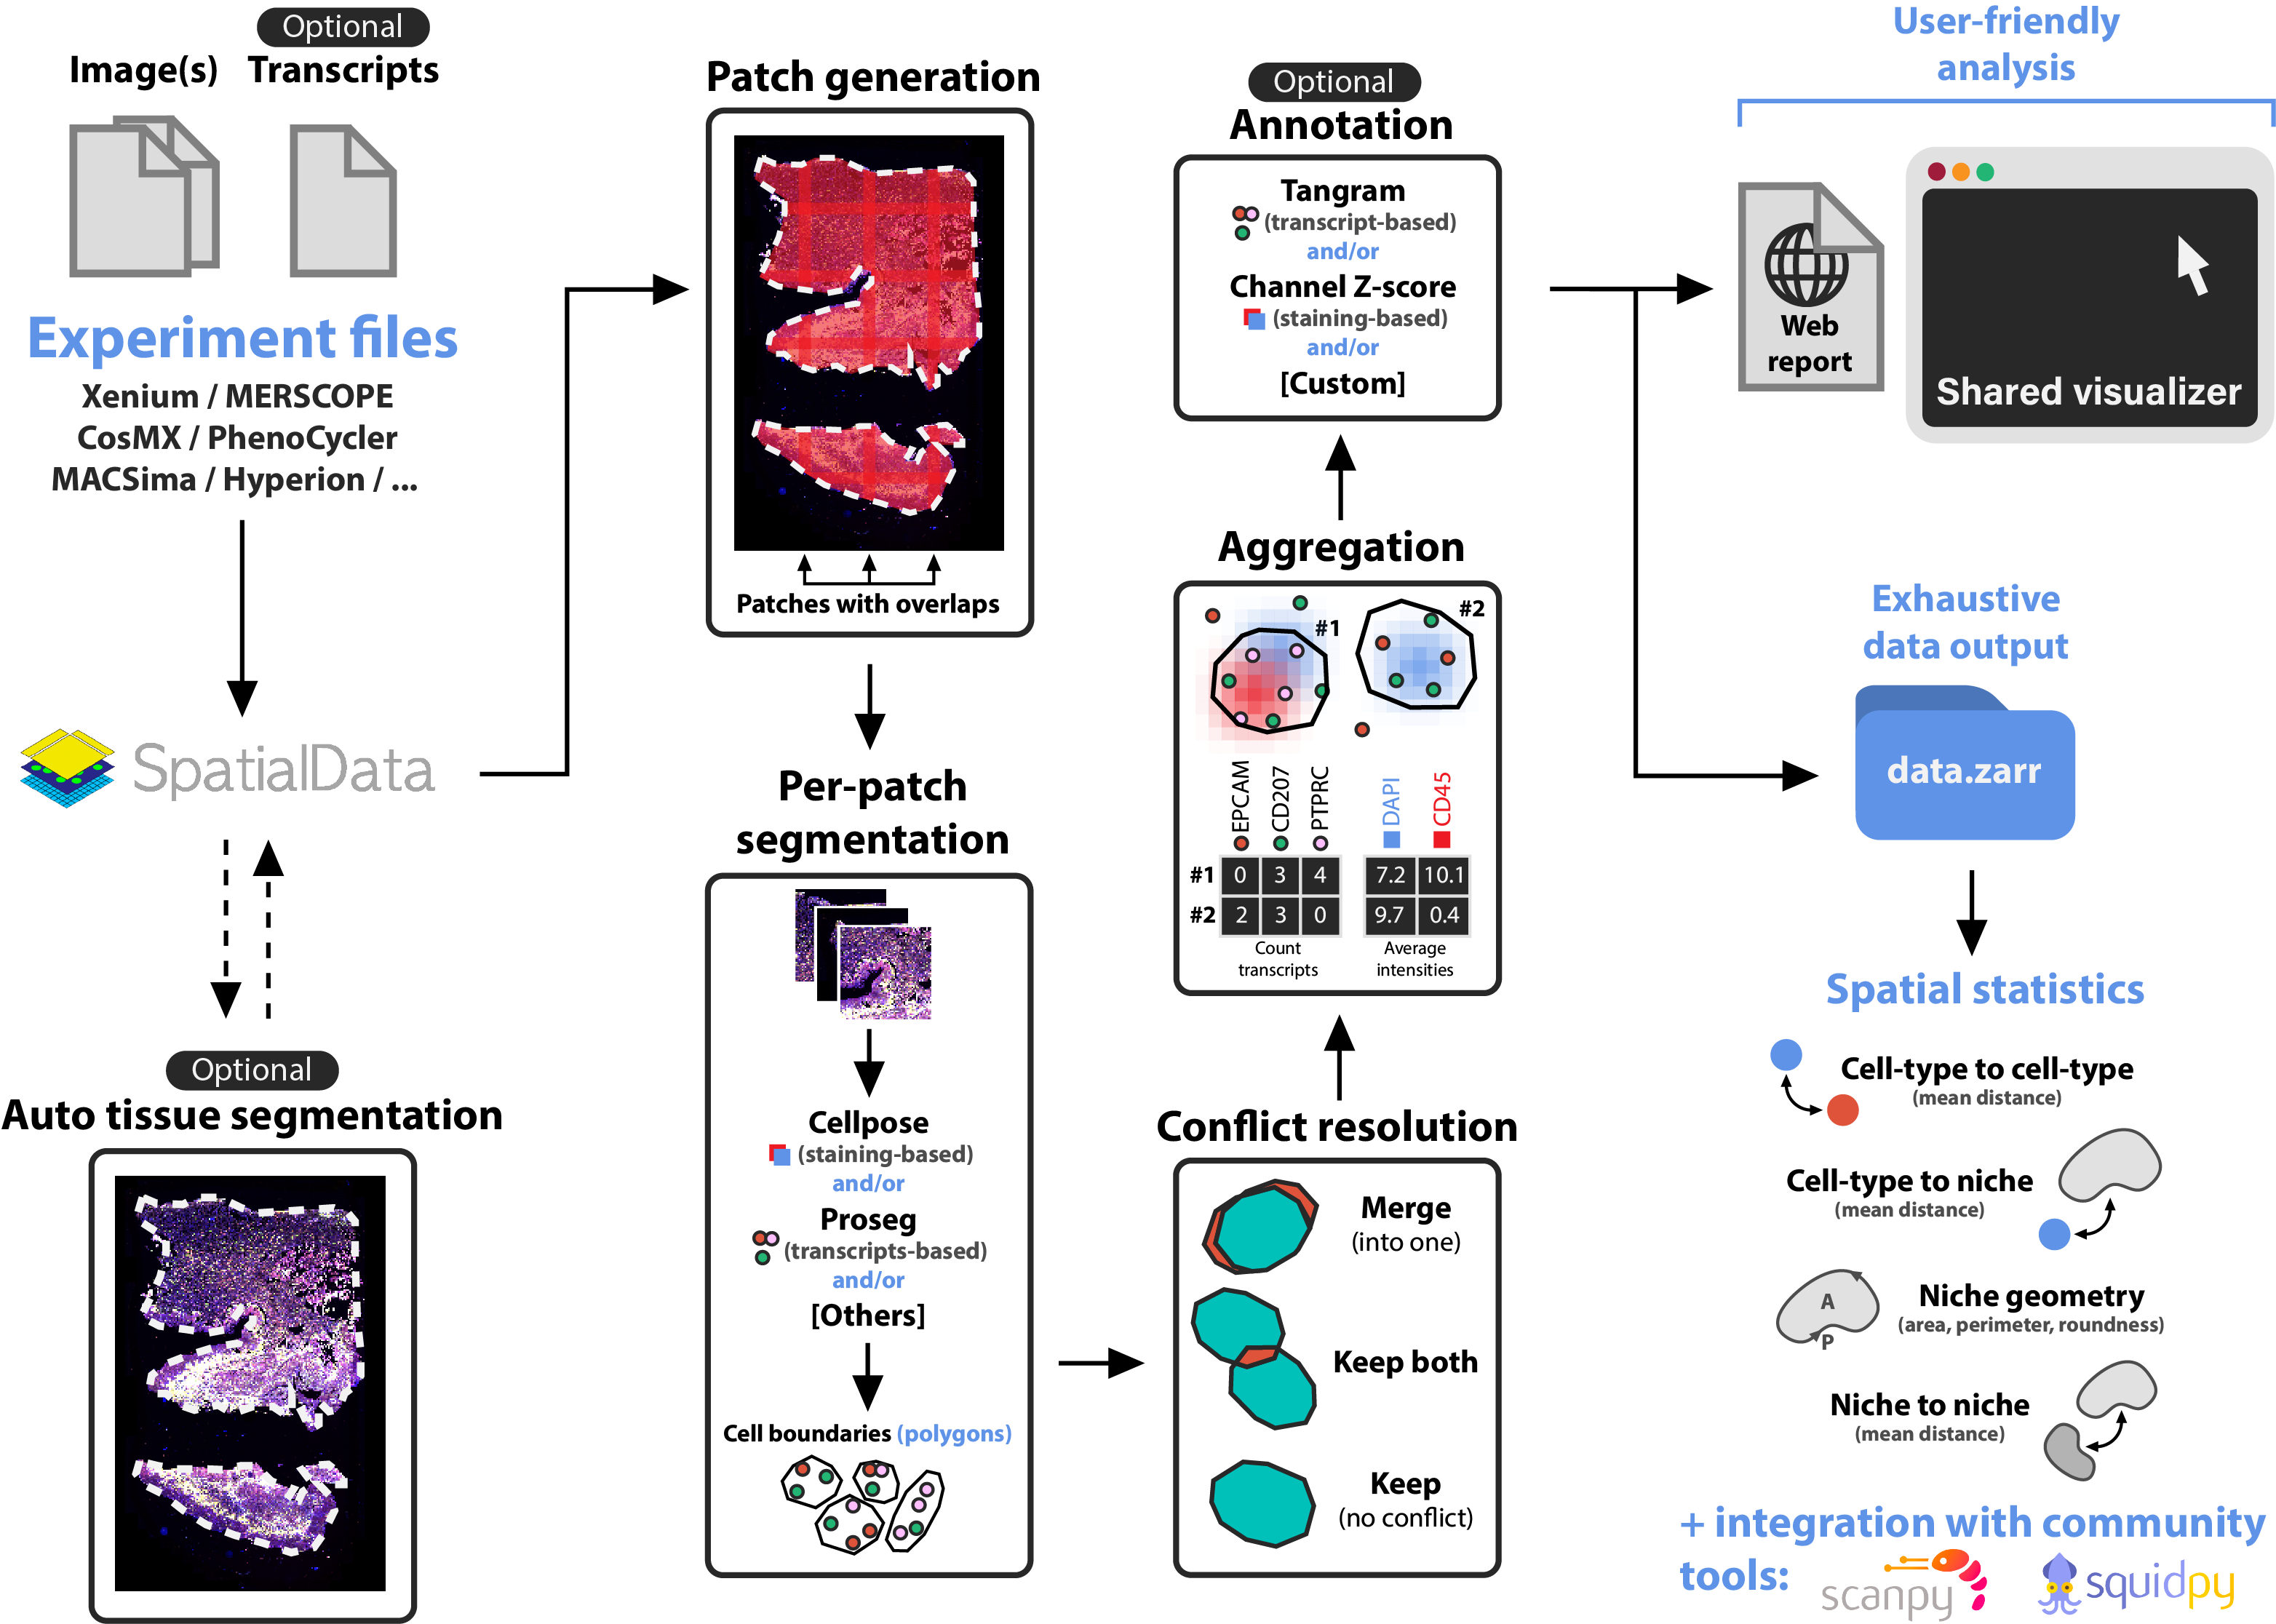 Optional
Image(s) Transcripts
Experiment files
Xenium / MERSCOPE
CosMX / PhenoCycler
MACSima / Hyperion / ...
SpatialData
Optional
Auto tissue segmentation
Patch generation
Patches with overlaps
Per-patch
segmentation
Cellpose
(staining-based)
and/or
Proseg
(transcripts-based)
and/or
[Others]
Cell boundaries (polygons)
Conflict resolution
Merge
(into one)
Keep both
Keep
(no conflict)
Aggregation
#1
#2
EPCAM
CD207
PTPRC
DAPI
CD45
#1 0 3 4 7.2 10.1
#2 2 3 0 9.7 0.4
Count
transcripts
Average
intensities
Optional
Annotation
Tangram
(transcript-based)
and/or
Channel Z-score
(staining-based)
and/or
[Custom]
User-friendly
analysis
Web
report
Shared visualizer
Exhaustive
data output
data.zarr
Spatial statistics
Cell-type to cell-type
(mean distance)
Cell-type to niche
(mean distance)
A
P
Niche geometry
(area, perimeter, roundness)
Niche to niche
(mean distance)
+ integration with community
tools:
scanpy
squidpy